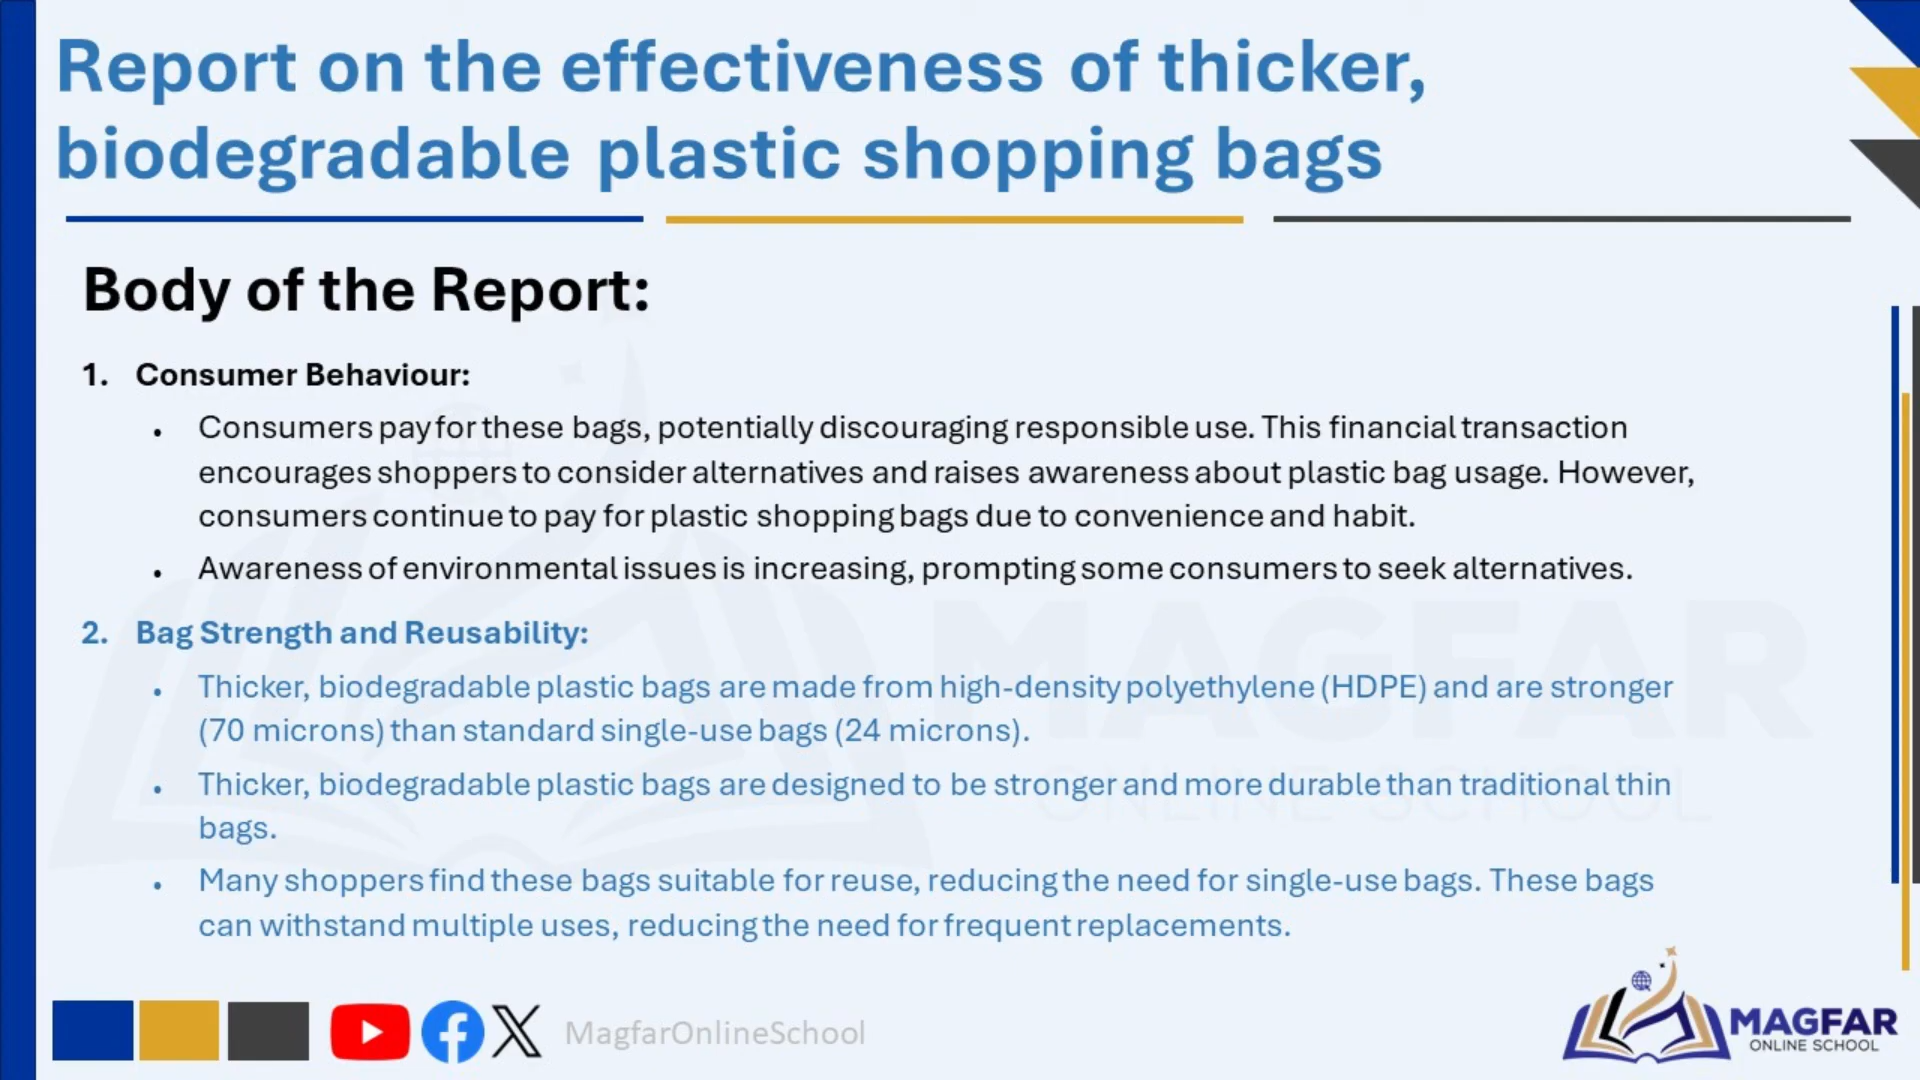 Report on the effectiveness of thicker,
biodegradable plastic shopping bags
Body of the Report:
1. Consumer Behaviour:
• Consumers pay for these bags, potentially discouraging responsible use. This financial transaction
encourages shoppers to consider alternatives and raises awareness about plastic bag usage. However,
consumers continue to pay for plastic shopping bags due to convenience and habit.
• Awareness of environmental issues is increasing, prompting some consumers to seek alternatives.
2. Bag Strength and Reusability:
• Thicker, biodegradable plastic bags are made from high-density polyethylene (HDPE) and are stronger
(70 microns) than standard single-use bags (24 microns).
• Thicker, biodegradable plastic bags are designed to be stronger and more durable than traditional thin
bags.
• Many shoppers find these bags suitable for reuse, reducing the need for single-use bags. These bags
can withstand multiple uses, reducing the need for frequent replacements.
MAGFAR
ONLINE SCHOOL
MagfarOnlineSchool
MAGFAR
ONLINE SCHOOL